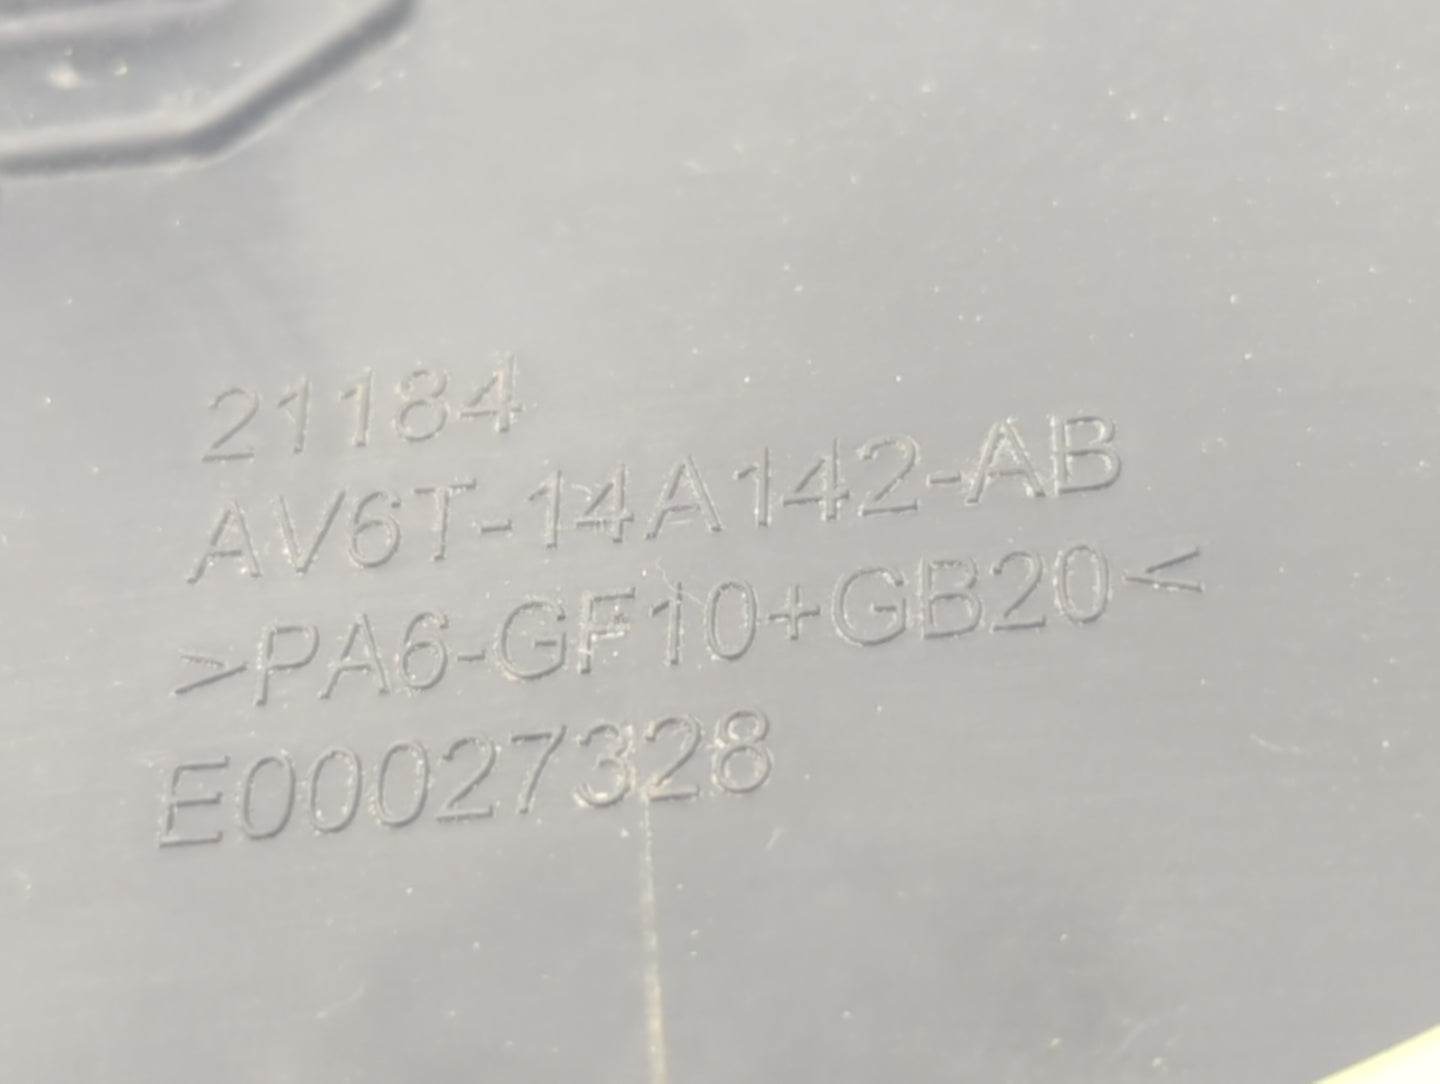 21184
AV6T-14A142-AB
>PA6-GF10+GB20<
E00027328